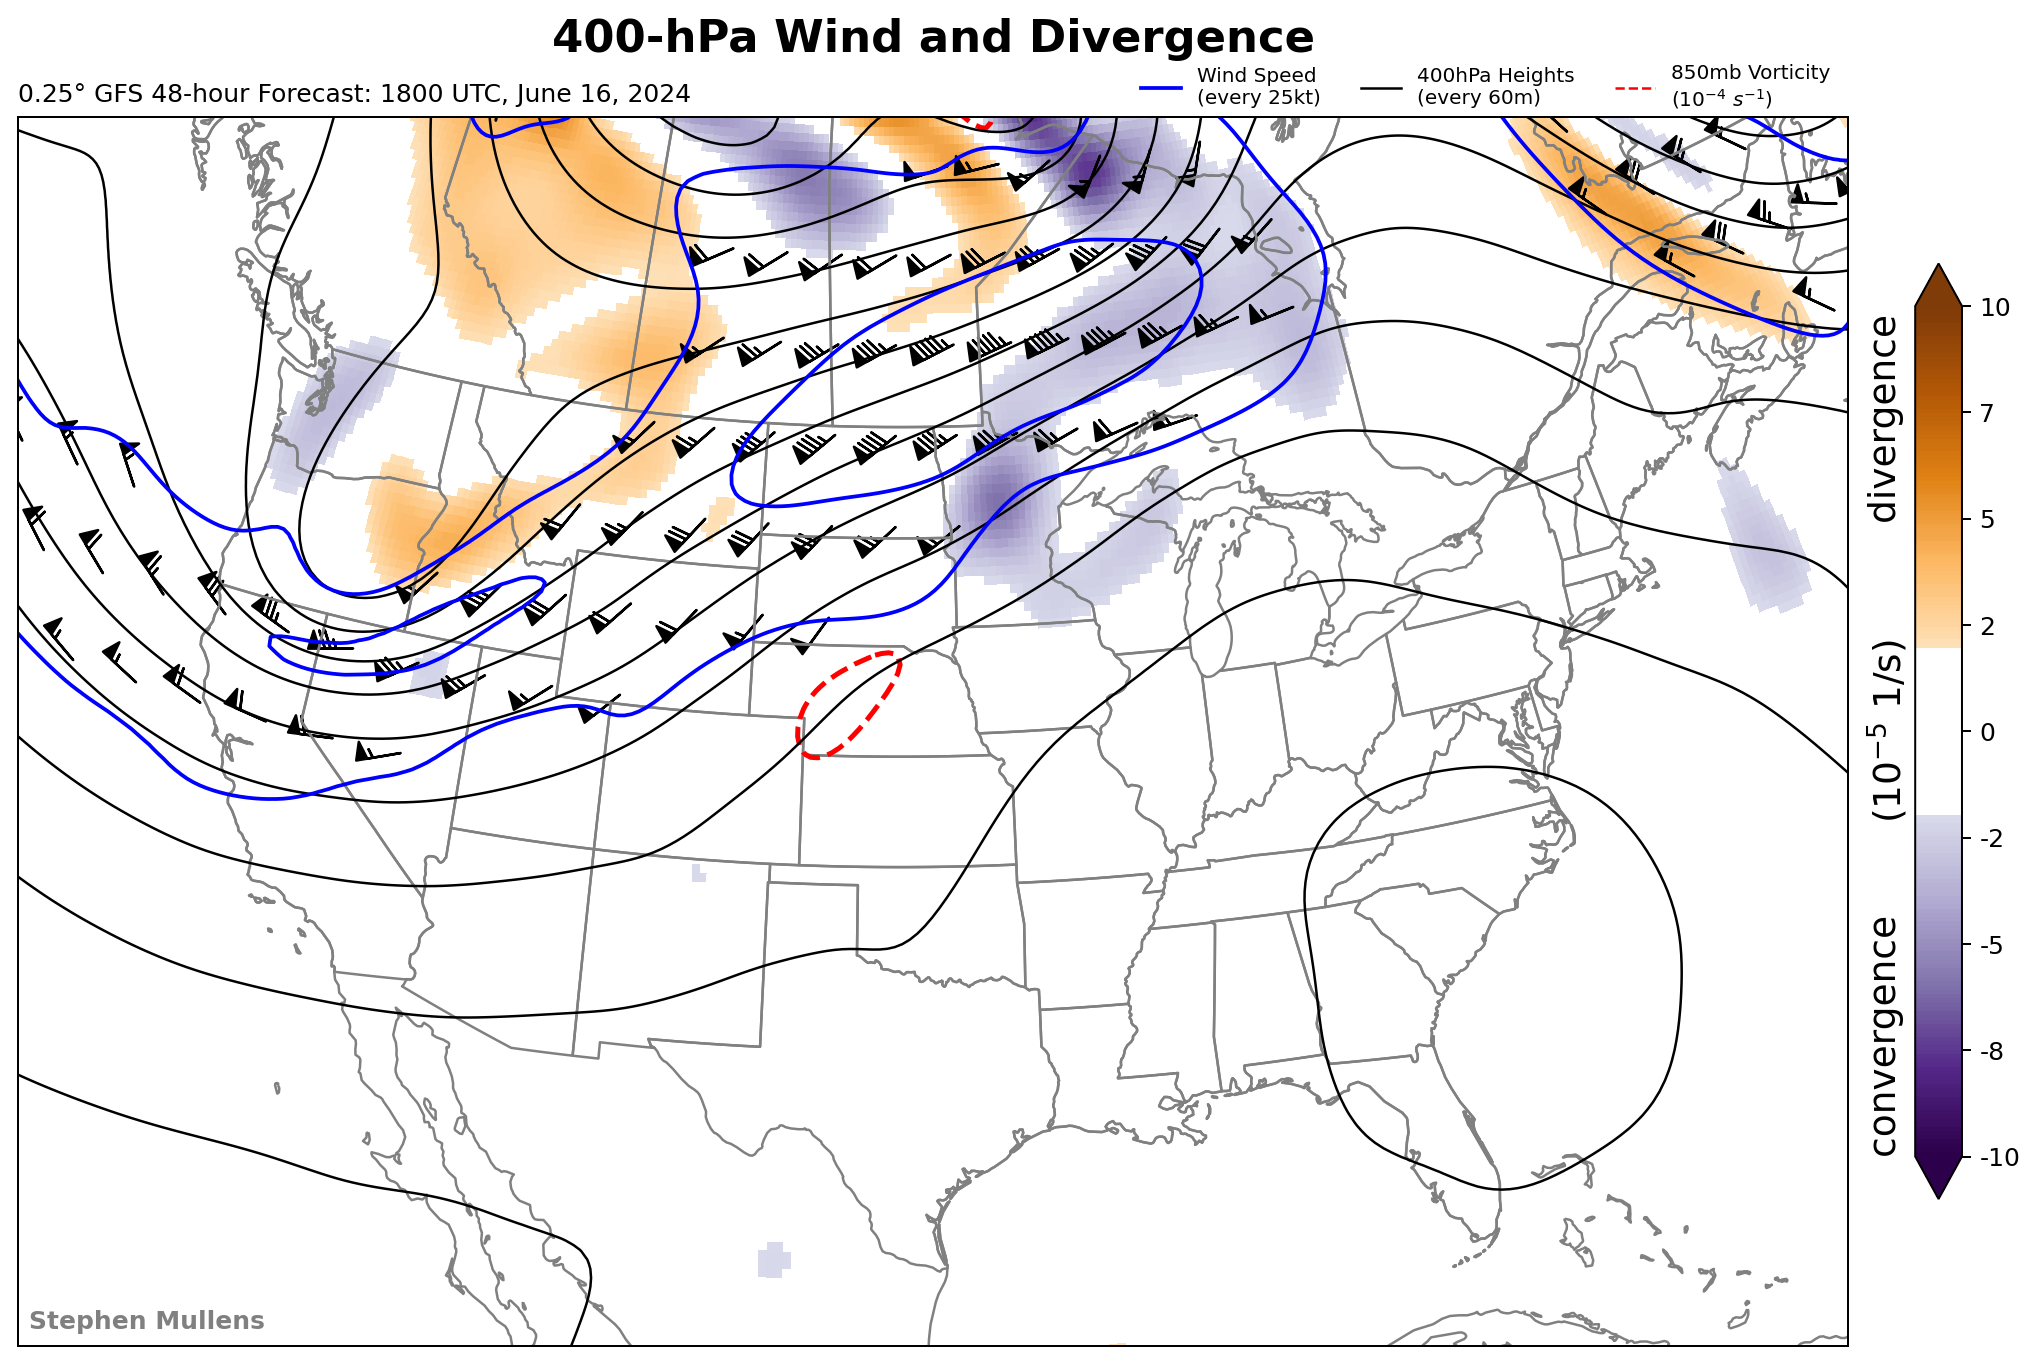 400-hPa Wind and Divergence
0.25° GFS 48-hour Forecast: 1800 UTC, June 16, 2024
Wind Speed
(every 25kt)
400hPa Heights
(every 60m)
850mb Vorticity
(10⁻⁴ s⁻¹)
10
7
5
2
0
-2
-5
-8
-10
convergence (10⁻⁵ 1/s) divergence
Stephen Mullens